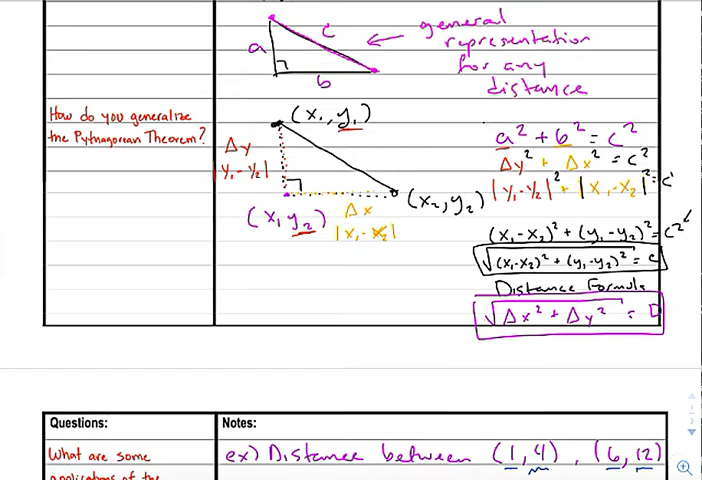 a
c
b
general
representation
for any
distance
How do you generalize
the Pythagorean Theorem?
(x₁, y₁)
Δy
|y₁-y₂|
(x₁ y₂)
Δx
|x₁-x₂|
(x₂, y₂)
a² + b² = c²
Δy² + Δx² = c²
|y₁-y₂|² + |x₁-x₂|² = c²
(x₁-x₂)² + (y₁-y₂)² = c²
√(x₁-x₂)² + (y₁-y₂)² = c
Distance Formula
√Δx² + Δy² = D
Questions:
Notes:
What are some
applications of the
ex) Distance between (1, 4), (6, 12)